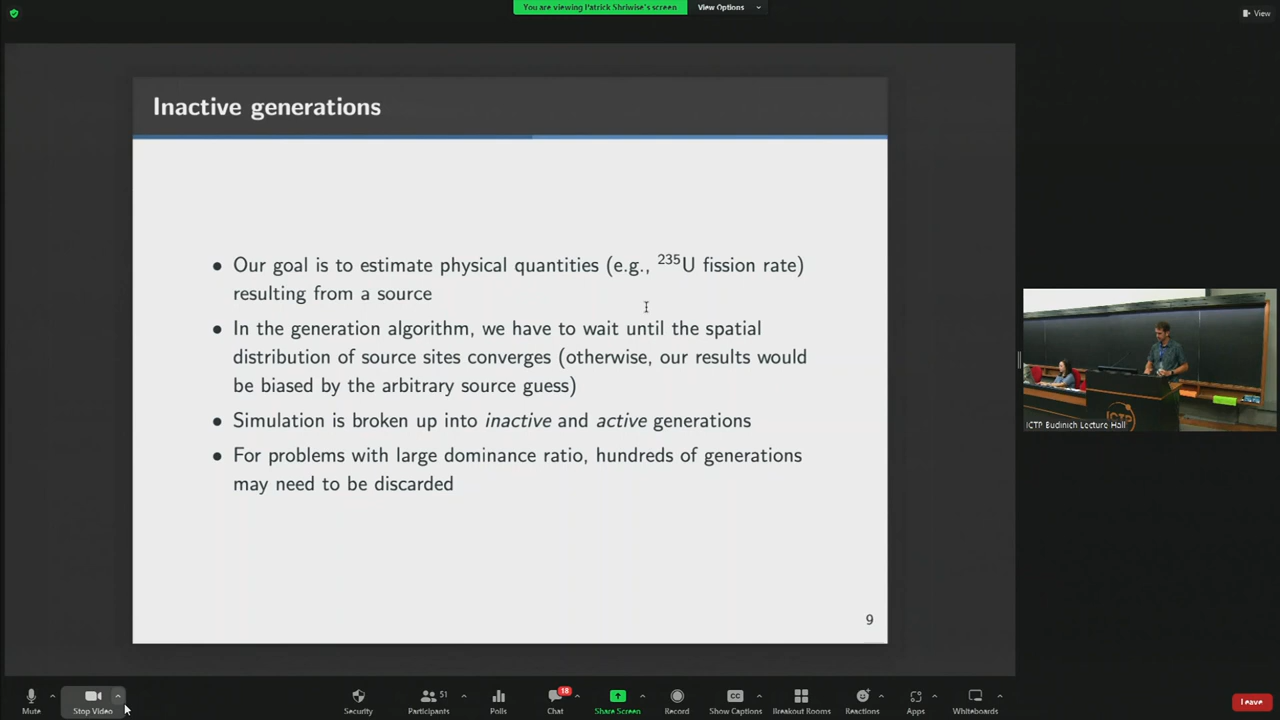 You are viewing Patrick Shriwise's screen
View Options
View
Inactive generations
• Our goal is to estimate physical quantities (e.g., ²³⁵U fission rate)
resulting from a source
• In the generation algorithm, we have to wait until the spatial
distribution of source sites converges (otherwise, our results would
be biased by the arbitrary source guess)
• Simulation is broken up into inactive and active generations
• For problems with large dominance ratio, hundreds of generations
may need to be discarded
9
ICTP
ICTP Budinich Lecture Hall
Mute
Stop Video
Security
Participants
51
Polls
Chat
18
Share Screen
Record
Show Captions
Breakout Rooms
Reactions
Apps
Whiteboards
Leave